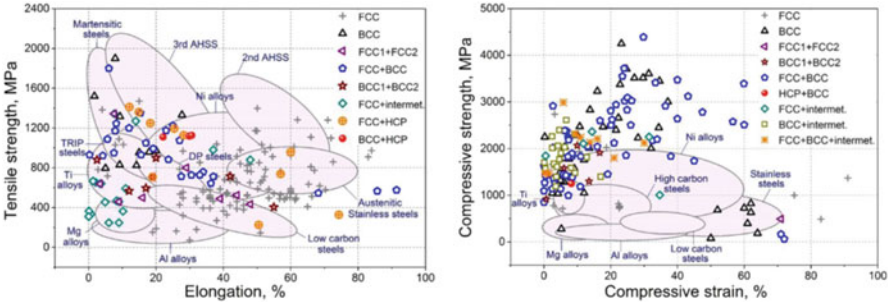 Tensile strength, MPa
2400
2000
1600
1200
800
400
0
0 20 40 60 80 100
Elongation, %
Martensitic
steels
3rd AHSS
2nd AHSS
Ni alloys
TRIP
steels
DP steels
Ti
alloys
Mg
alloys
Al alloys
Low carbon
steels
Austenitic
Stainless steels
FCC
BCC
FCC1+FCC2
FCC+BCC
BCC1+BCC2
FCC+intermet.
FCC+HCP
BCC+HCP
Compressive strength, MPa
5000
4000
3000
2000
1000
0
0 20 40 60 80 100
Compressive strain, %
Ni alloys
High carbon
steels
Stainless
steels
Ti
alloys
Mg
alloys
Al alloys
Low carbon
steels
FCC
BCC
FCC1+FCC2
BCC1+BCC2
FCC+BCC
HCP+BCC
FCC+intermet.
BCC+intermet.
FCC+BCC+intermet.